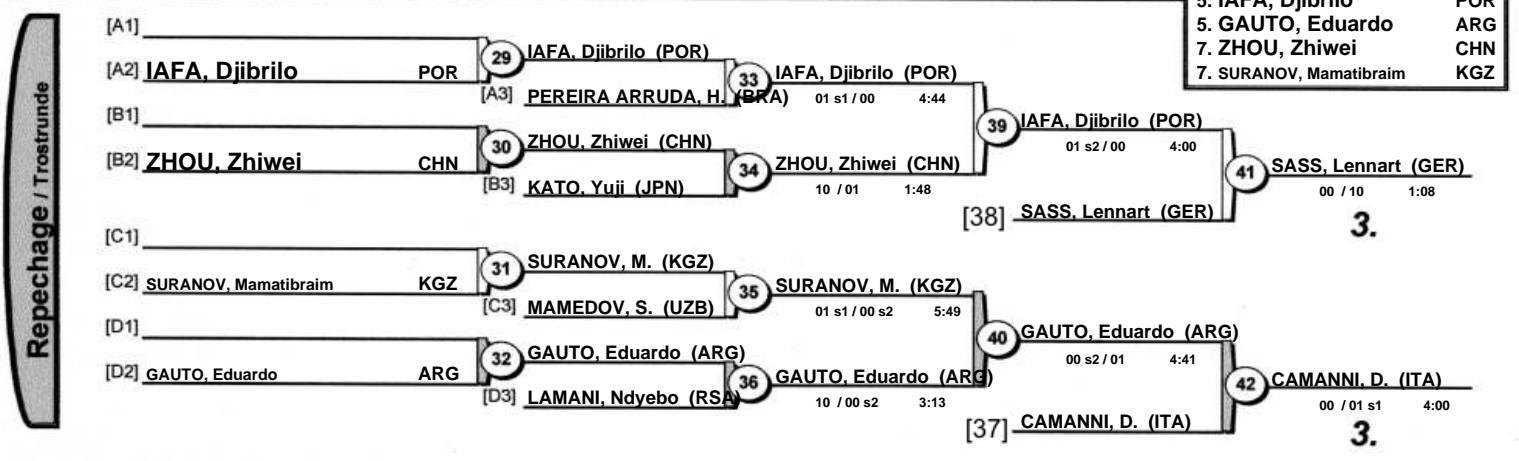 5. IAFA, Djibrilo POR
5. GAUTO, Eduardo ARG
7. ZHOU, Zhiwei CHN
7. SURANOV, Mamatibraim KGZ
Repechage / Trostrunde
[A1]
[A2] IAFA, Djibrilo POR
29 IAFA, Djibrilo (POR)
[A3] PEREIRA ARRUDA, H. (BRA)
33 IAFA, Djibrilo (POR)
01 s1 / 00 4:44
[B1]
[B2] ZHOU, Zhiwei CHN
30 ZHOU, Zhiwei (CHN)
[B3] KATO, Yuji (JPN)
34 ZHOU, Zhiwei (CHN)
10 / 01 1:48
39 IAFA, Djibrilo (POR)
01 s2 / 00 4:00
[38] SASS, Lennart (GER)
41 SASS, Lennart (GER)
00 / 10 1:08
3.
[C1]
[C2] SURANOV, Mamatibraim KGZ
31 SURANOV, M. (KGZ)
[C3] MAMEDOV, S. (UZB)
35 SURANOV, M. (KGZ)
01 s1 / 00 s2 5:49
[D1]
[D2] GAUTO, Eduardo ARG
32 GAUTO, Eduardo (ARG)
[D3] LAMANI, Ndyebo (RSA)
36 GAUTO, Eduardo (ARG)
10 / 00 s2 3:13
40 GAUTO, Eduardo (ARG)
00 s2 / 01 4:41
[37] CAMANNI, D. (ITA)
42 CAMANNI, D. (ITA)
00 / 01 s1 4:00
3.